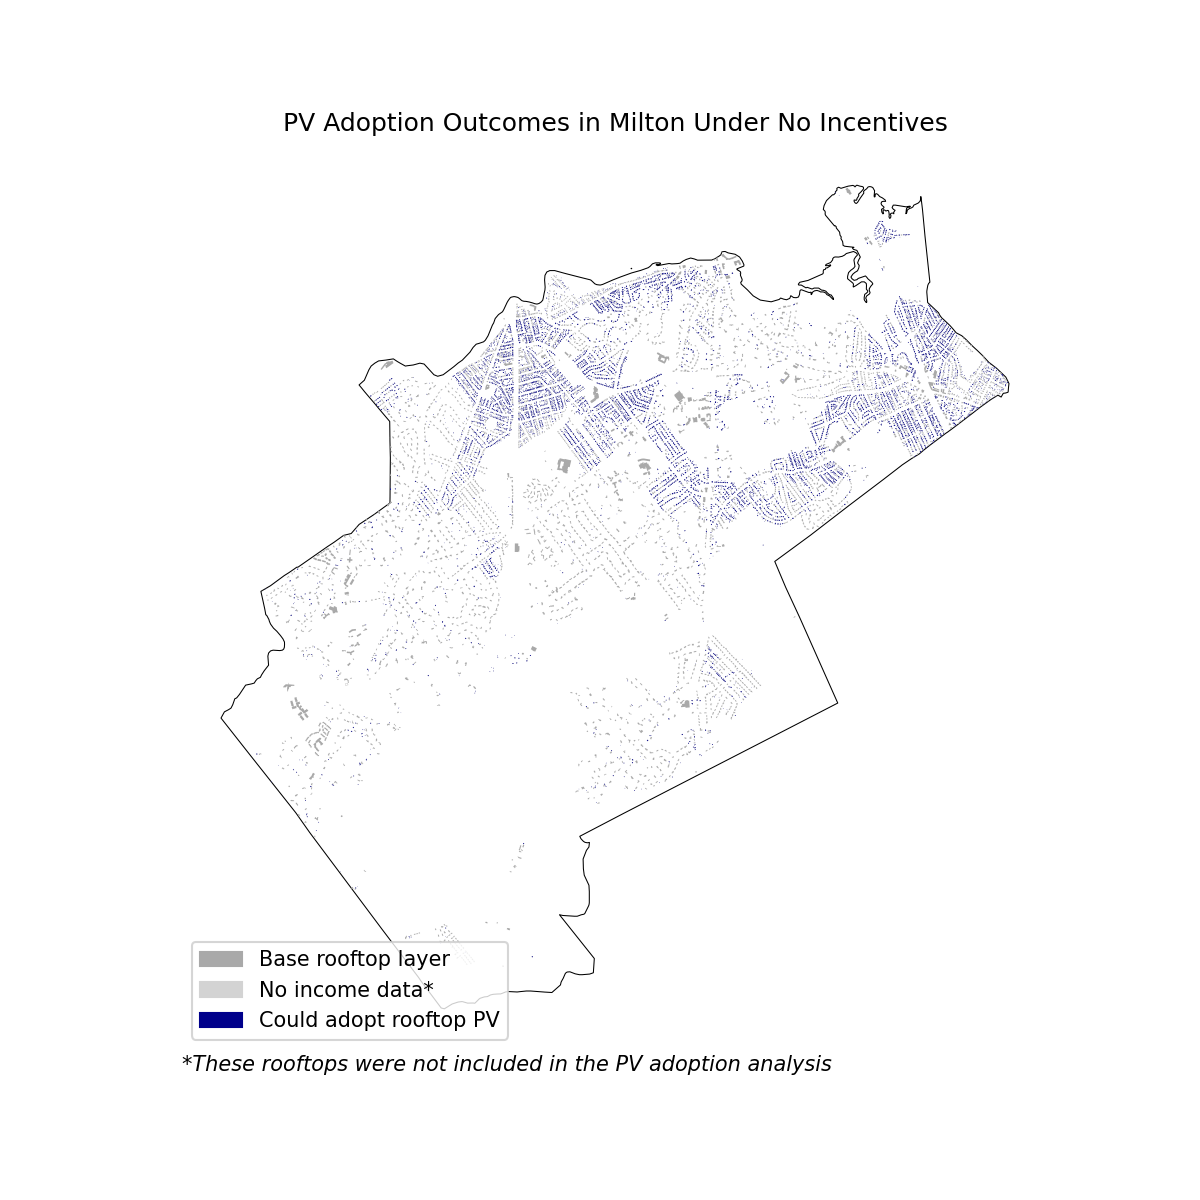 PV Adoption Outcomes in Milton Under No Incentives
Base rooftop layer
No income data*
Could adopt rooftop PV
*These rooftops were not included in the PV adoption analysis